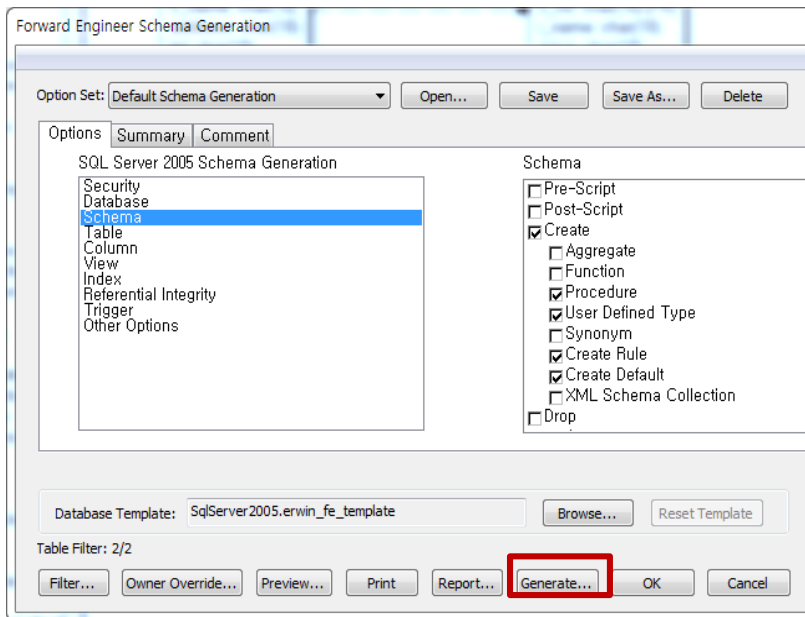 Forward Engineer Schema Generation
Option Set: Default Schema Generation Open... Save Save As... Delete
Options Summary Comment
SQL Server 2005 Schema Generation
Security
Database
Schema
Table
Column
View
Index
Referential Integrity
Trigger
Other Options
Schema
Pre-Script
Post-Script
Create
Aggregate
Function
Procedure
User Defined Type
Synonym
Create Rule
Create Default
XML Schema Collection
Drop
Database Template: SqlServer2005.erwin_fe_template Browse... Reset Template
Table Filter: 2/2
Filter... Owner Override... Preview... Print Report... Generate... OK Cancel